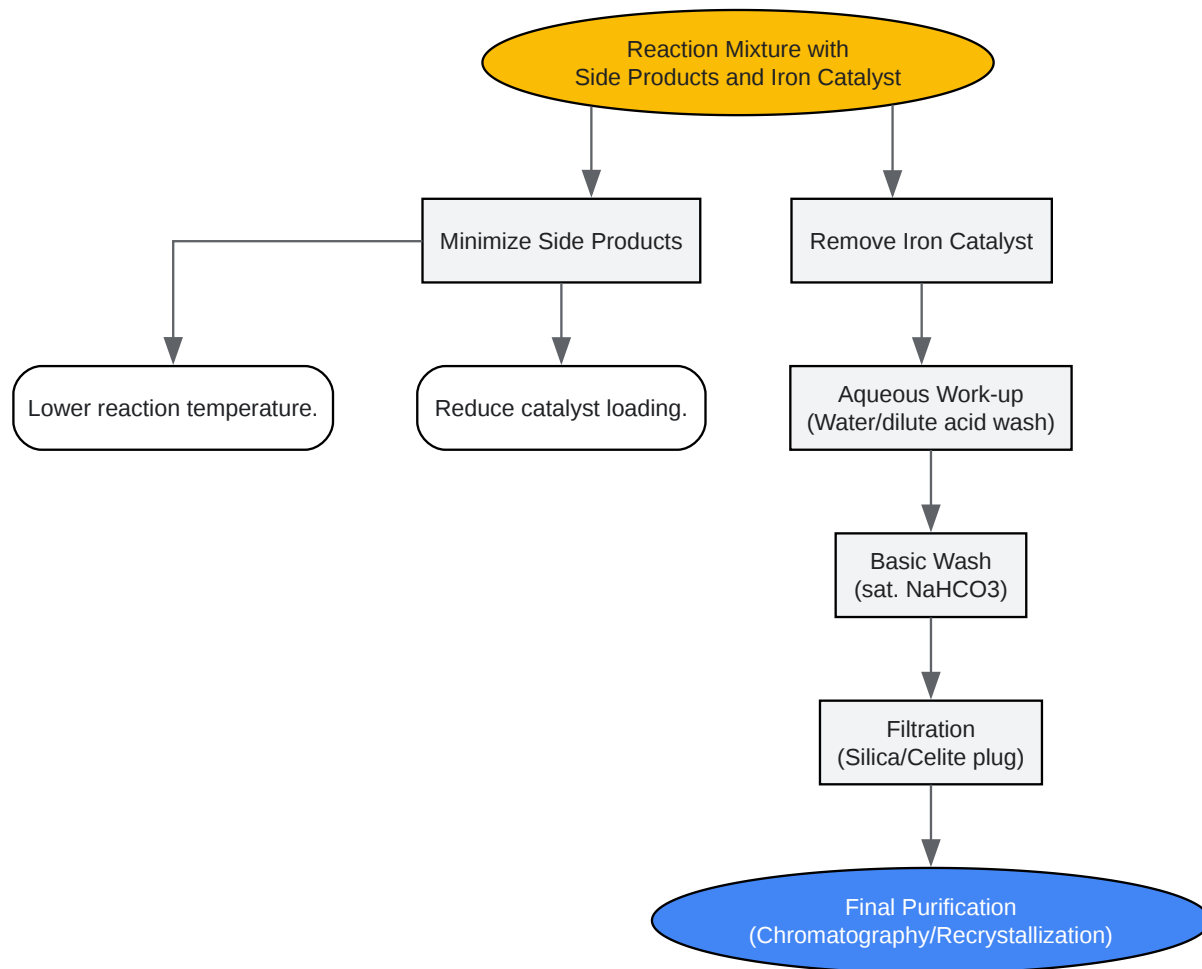 Reaction Mixture with
Side Products and Iron Catalyst
Minimize Side Products
Remove Iron Catalyst
Lower reaction temperature.
Reduce catalyst loading.
Aqueous Work-up
(Water/dilute acid wash)
Basic Wash
(sat. NaHCO3)
Filtration
(Silica/Celite plug)
Final Purification
(Chromatography/Recrystallization)